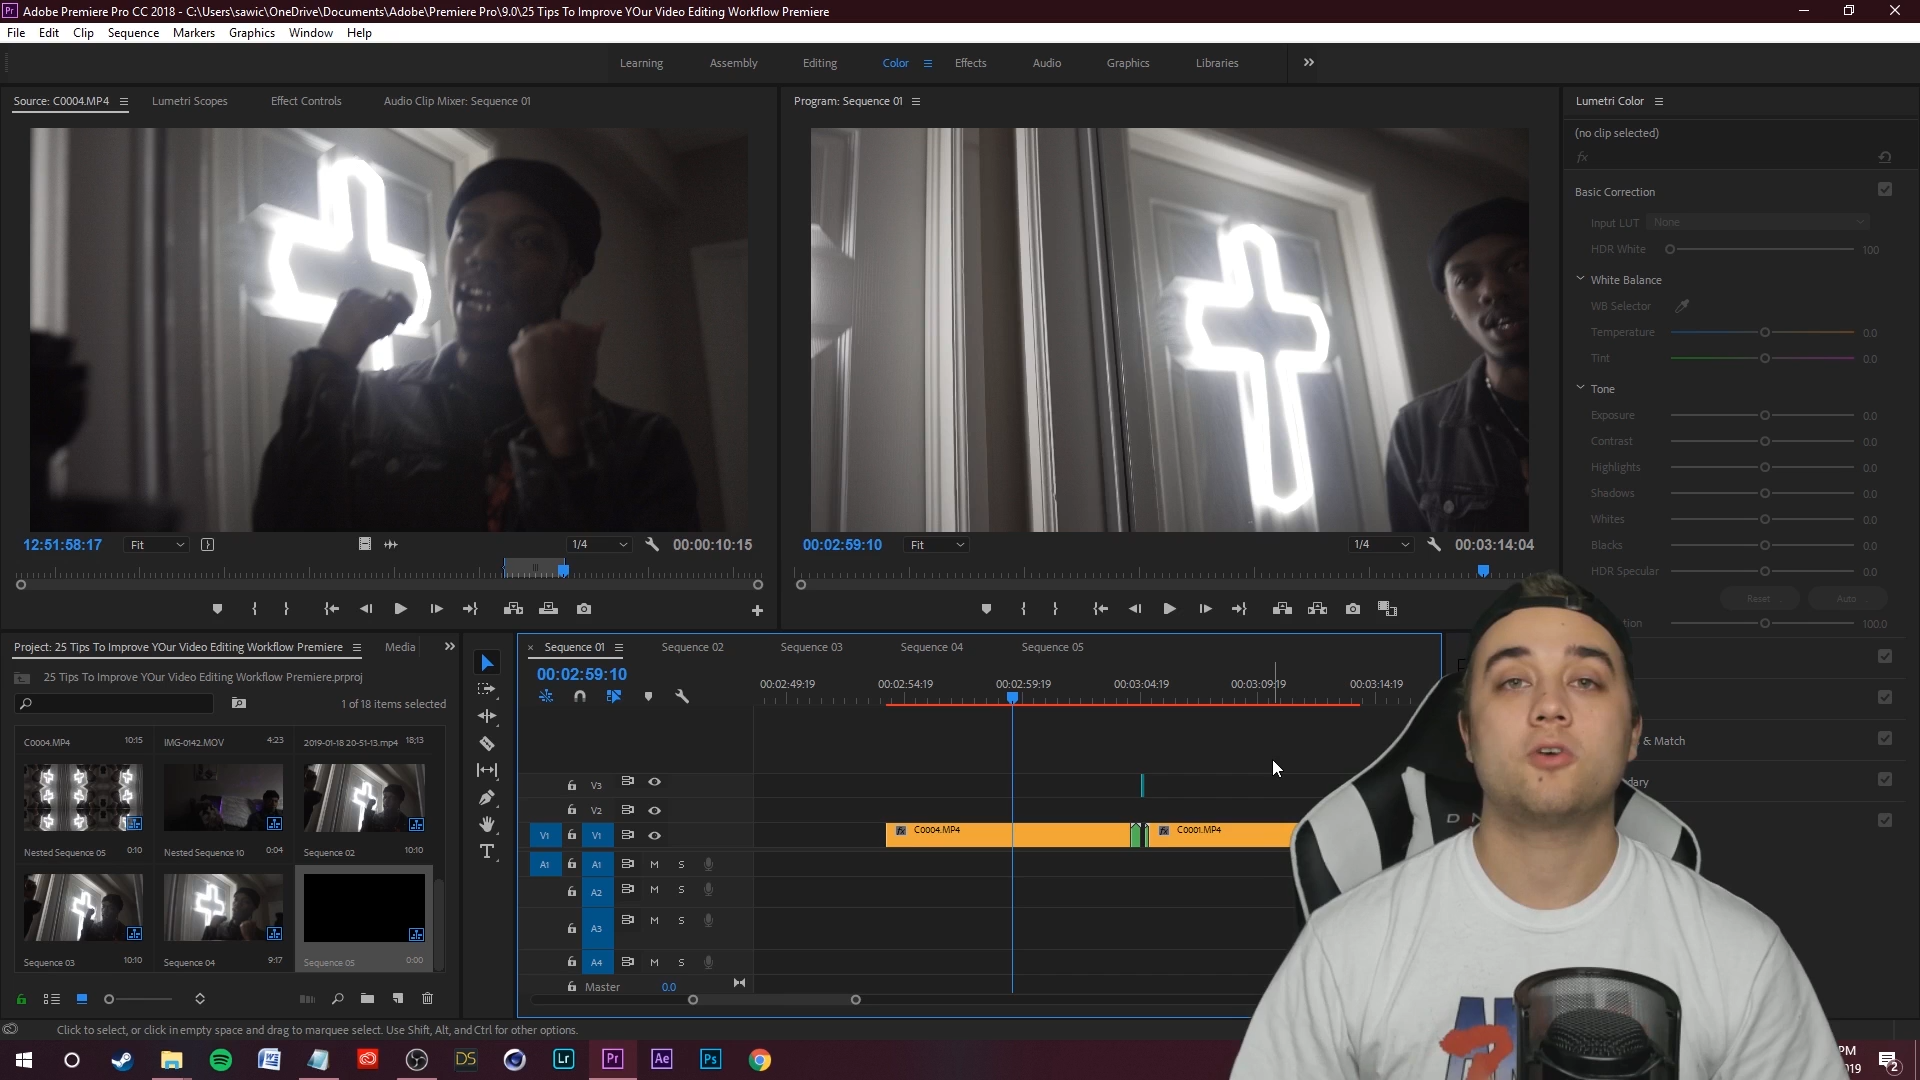 Pr Adobe Premiere Pro CC 2018 - C:\Users\sawic\OneDrive\Documents\Adobe\Premiere Pro\9.0\25 Tips To Improve YOur Video Editing Workflow Premiere
File Edit Clip Sequence Markers Graphics Window Help
Learning Assembly Editing Color Effects Audio Graphics Libraries
Source: C0004.MP4 Lumetri Scopes Effect Controls Audio Clip Mixer: Sequence 01
Program: Sequence 01
Lumetri Color
(no clip selected)
fx
Basic Correction
Input LUT None
HDR White 100
White Balance
WB Selector
Temperature 0.0
Tint 0.0
Tone
Exposure 0.0
Contrast 0.0
Highlights 0.0
Shadows 0.0
Whites 0.0
Blacks 0.0
HDR Specular 0.0
Reset Auto
tion 100.0
& Match
dary
12:51:58:17 Fit 1/4 00:00:10:15
00:02:59:10 Fit 1/4 00:03:14:04
Project: 25 Tips To Improve YOur Video Editing Workflow Premiere Media
25 Tips To Improve YOur Video Editing Workflow Premiere.prproj
1 of 18 items selected
C0004.MP4 10:15 IMG-0142.MOV 4:23 2019-01-18 20-51-13.mp4 18;13
Nested Sequence 05 0:10 Nested Sequence 10 0:04 Sequence 02 10:10
Sequence 03 10:10 Sequence 04 9:17 Sequence 05 0:00
× Sequence 01 Sequence 02 Sequence 03 Sequence 04 Sequence 05
00:02:59:10
00:02:49:19 00:02:54:19 00:02:59:19 00:03:04:19 00:03:09:19 00:03:14:19
V3
V2
V1 V1 fx C0004.MP4 fx C0001.MP4
A1 A1 M S
A2 M S
A3 M S
A4 M S
Master 0.0
Click to select, or click in empty space and drag to marquee select. Use Shift, Alt, and Ctrl for other options.
DS Lr Pr Ae Ps
PM
019
2